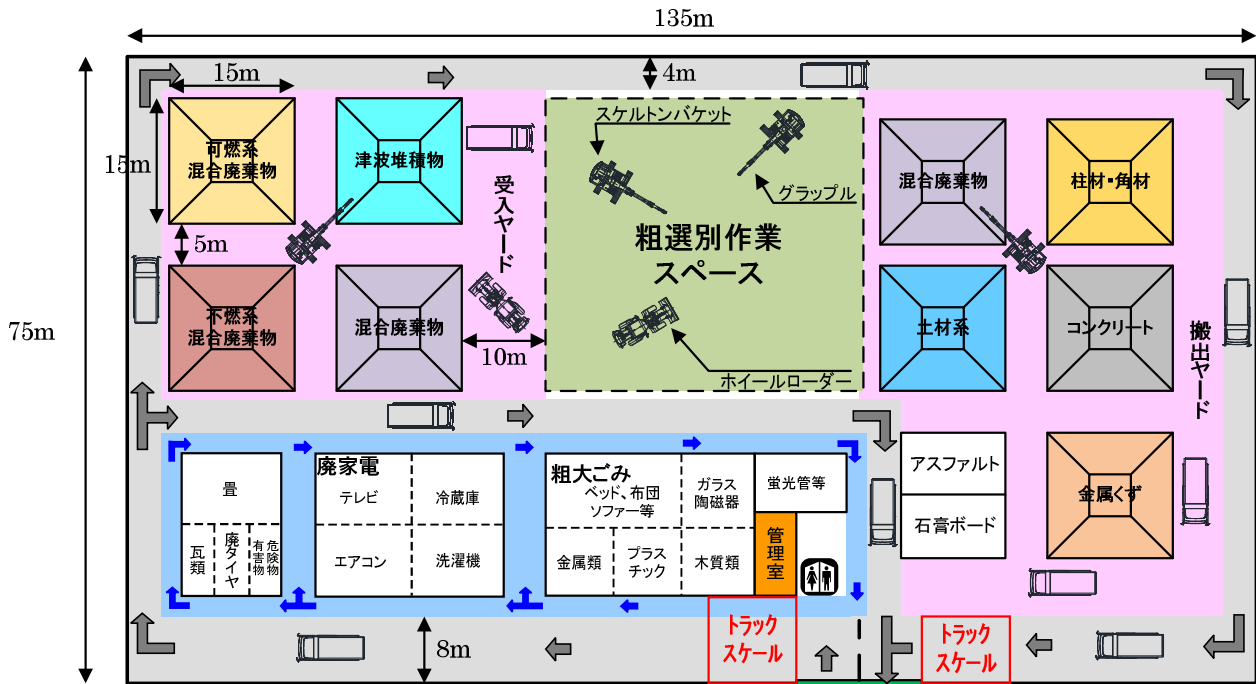 135m
15m
4m
スケルトンバケット
可燃系
混合廃棄物
津波堆積物
受入ヤード
グラップル
混合廃棄物
柱材・角材
15m
5m
粗選別作業
スペース
75m
不燃系
混合廃棄物
混合廃棄物
10m
ホイールローダー
土材系
コンクリート
搬出ヤード
畳
瓦類
廃タイヤ
危険物
有害物
廃家電
テレビ
冷蔵庫
エアコン
洗濯機
粗大ごみ
ベッド、布団
ソファー等
ガラス
陶磁器
蛍光管等
金属類
プラス
チック
木質類
管理室
アスファルト
石膏ボード
金属くず
8m
トラック
スケール
トラック
スケール